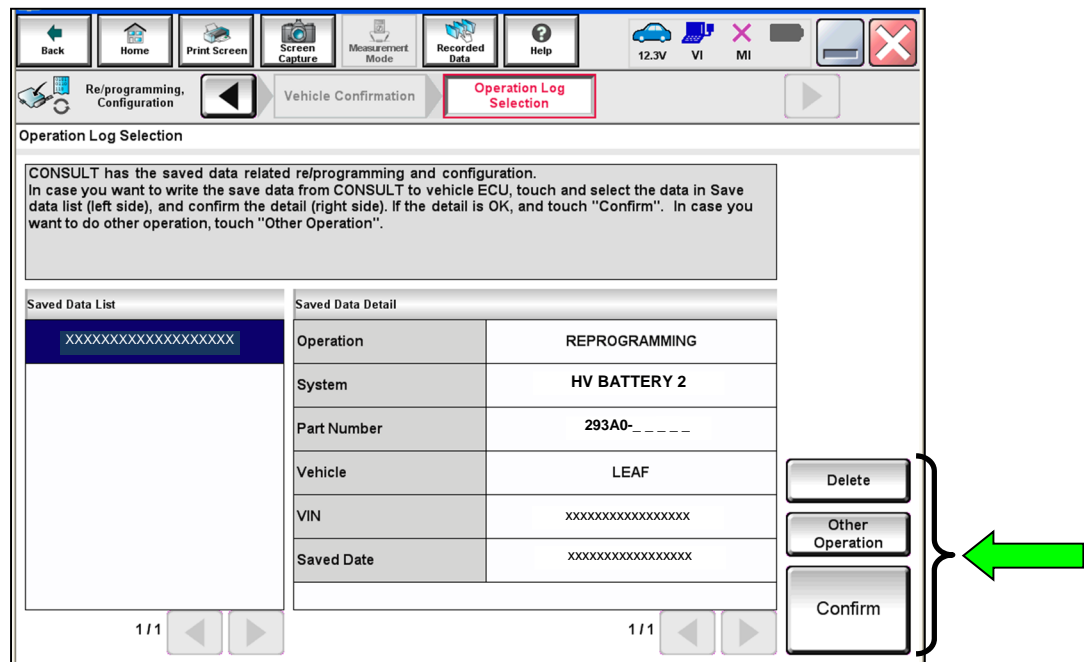 Back
Home
Print Screen
Screen
Capture
Measurement
Mode
Recorded
Data
Help
12.3V
VI
MI
Re/programming,
Configuration
Vehicle Confirmation
Operation Log
Selection
Operation Log Selection
CONSULT has the saved data related re/programming and configuration.
In case you want to write the save data from CONSULT to vehicle ECU, touch and select the data in Save
data list (left side), and confirm the detail (right side). If the detail is OK, and touch "Confirm".  In case you
want to do other operation, touch "Other Operation".
Saved Data List
Saved Data Detail
XXXXXXXXXXXXXXXXXXX
Operation
REPROGRAMMING
System
HV BATTERY 2
Part Number
293A0-_ _ _ _ _
Vehicle
LEAF
VIN
xxxxxxxxxxxxxxxxx
Saved Date
xxxxxxxxxxxxxxxxx
Delete
Other
Operation
Confirm
1/1
1/1